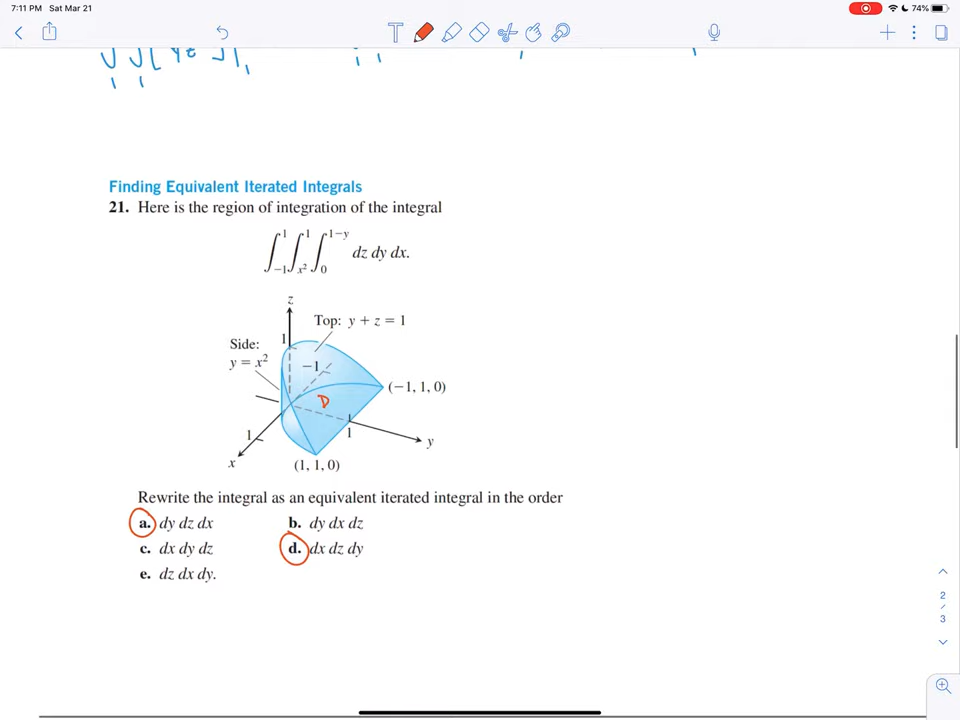 7:11 PM Sat Mar 21
74%
Finding Equivalent Iterated Integrals
21. Here is the region of integration of the integral
∫_{-1}^{1} ∫_{x²}^{1} ∫_{0}^{1−y} dz dy dx.
z
Top: y + z = 1
1
Side:
y = x²
−1
(−1, 1, 0)
D
1
1
y
x
(1, 1, 0)
Rewrite the integral as an equivalent iterated integral in the order
a. dy dz dx b. dy dx dz
c. dx dy dz d. dx dz dy
e. dz dx dy.
2
/
3